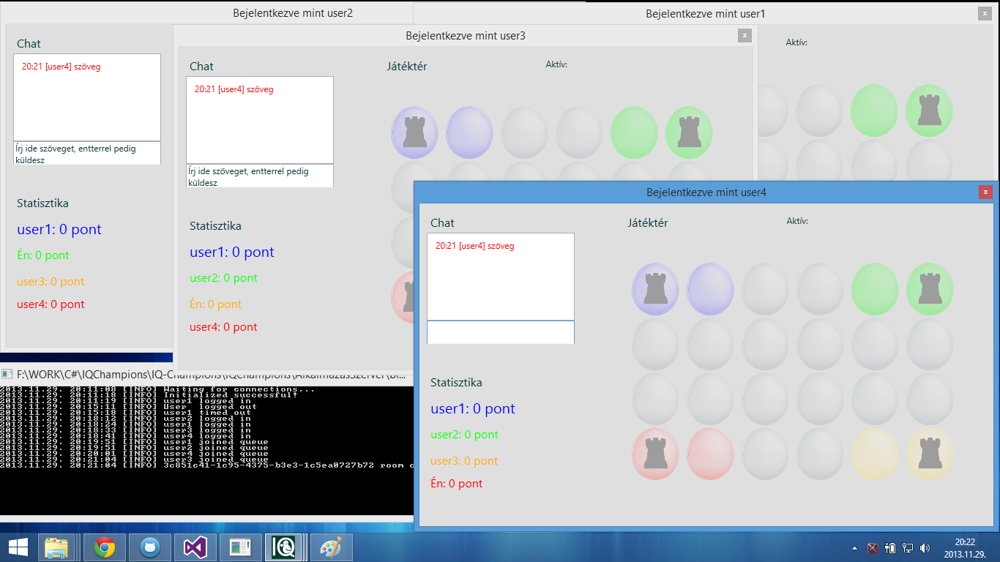 Bejelentkezve mint user2
Chat
20:21 [user4] szöveg
Írj ide szöveget, entterrel pedig
küldesz
Statisztika
user1: 0 pont
Én: 0 pont
user3: 0 pont
user4: 0 pont
Bejelentkezve mint user1
x
Aktív:
Bejelentkezve mint user3
x
Chat
20:21 [user4] szöveg
Írj ide szöveget, entterrel pedig
küldesz
Statisztika
user1: 0 pont
user2: 0 pont
Én: 0 pont
user4: 0 pont
Játéktér
Aktív:
Bejelentkezve mint user4
x
Chat
20:21 [user4] szöveg
Statisztika
user1: 0 pont
user2: 0 pont
user3: 0 pont
Én: 0 pont
Játéktér
Aktív:
F:\WORK\C#\IQChampions\IQ-Champions\IQChampions\AlkalmazásSzerver\bi...
2013.11.29. 20:11:08 [INFO] Waiting for connections...
2013.11.29. 20:11:18 [INFO] Initialized successful!
2013.11.29. 20:11:19 [INFO] user1 logged in
2013.11.29. 20:15:11 [INFO] User  logged out
2013.11.29. 20:15:18 [INFO] user1 timed out
2013.11.29. 20:18:12 [INFO] user2 logged in
2013.11.29. 20:18:24 [INFO] user1 logged in
2013.11.29. 20:18:33 [INFO] user3 logged in
2013.11.29. 20:18:41 [INFO] user4 logged in
2013.11.29. 20:19:51 [INFO] user1 joined queue
2013.11.29. 20:19:51 [INFO] user2 joined queue
2013.11.29. 20:20:01 [INFO] user4 joined queue
2013.11.29. 20:21:04 [INFO] user3 joined queue
2013.11.29. 20:21:04 [INFO] 3c851c41-1c95-4375-b3e3-1c5ea0727b72 room c
IQ
20:22
2013.11.29.